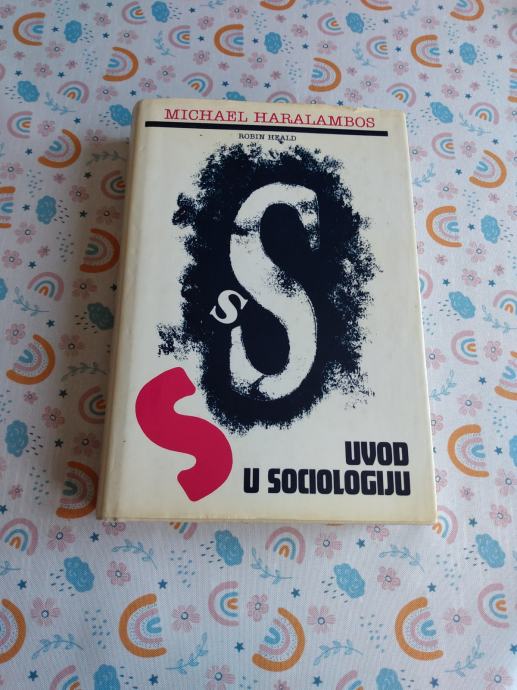 MICHAEL HARALAMBOS
ROBIN HEALD
S
S
S
UVOD
U SOCIOLOGIJU